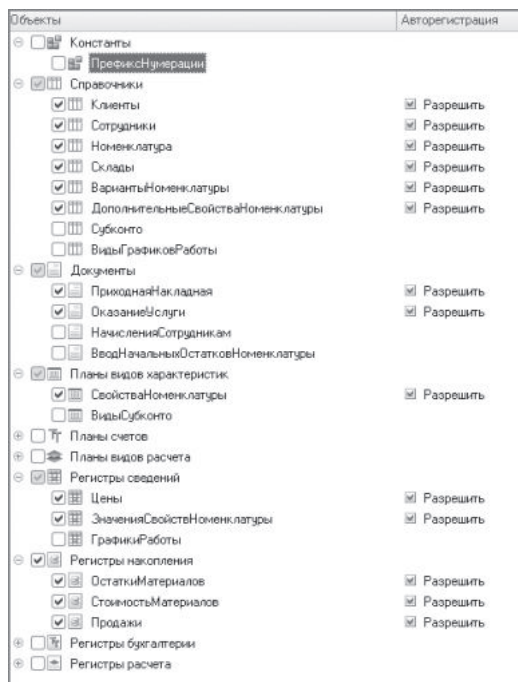 Объекты Авторегистрация
Константы
ПрефиксНумерации
Справочники
Клиенты Разрешить
Сотрудники Разрешить
Номенклатура Разрешить
Склады Разрешить
ВариантыНоменклатуры Разрешить
ДополнительныеСвойстваНоменклатуры Разрешить
Субконто
ВидыГрафиковРаботы
Документы
ПриходнаяНакладная Разрешить
ОказаниеУслуги Разрешить
НачисленияСотрудникам
ВводНачальныхОстатковНоменклатуры
Планы видов характеристик
СвойстваНоменклатуры Разрешить
ВидыСубконто
Планы счетов
Планы видов расчета
Регистры сведений
Цены Разрешить
ЗначенияСвойствНоменклатуры Разрешить
ГрафикиРаботы
Регистры накопления
ОстаткиМатериалов Разрешить
СтоимостьМатериалов Разрешить
Продажи Разрешить
Регистры бухгалтерии
Регистры расчета